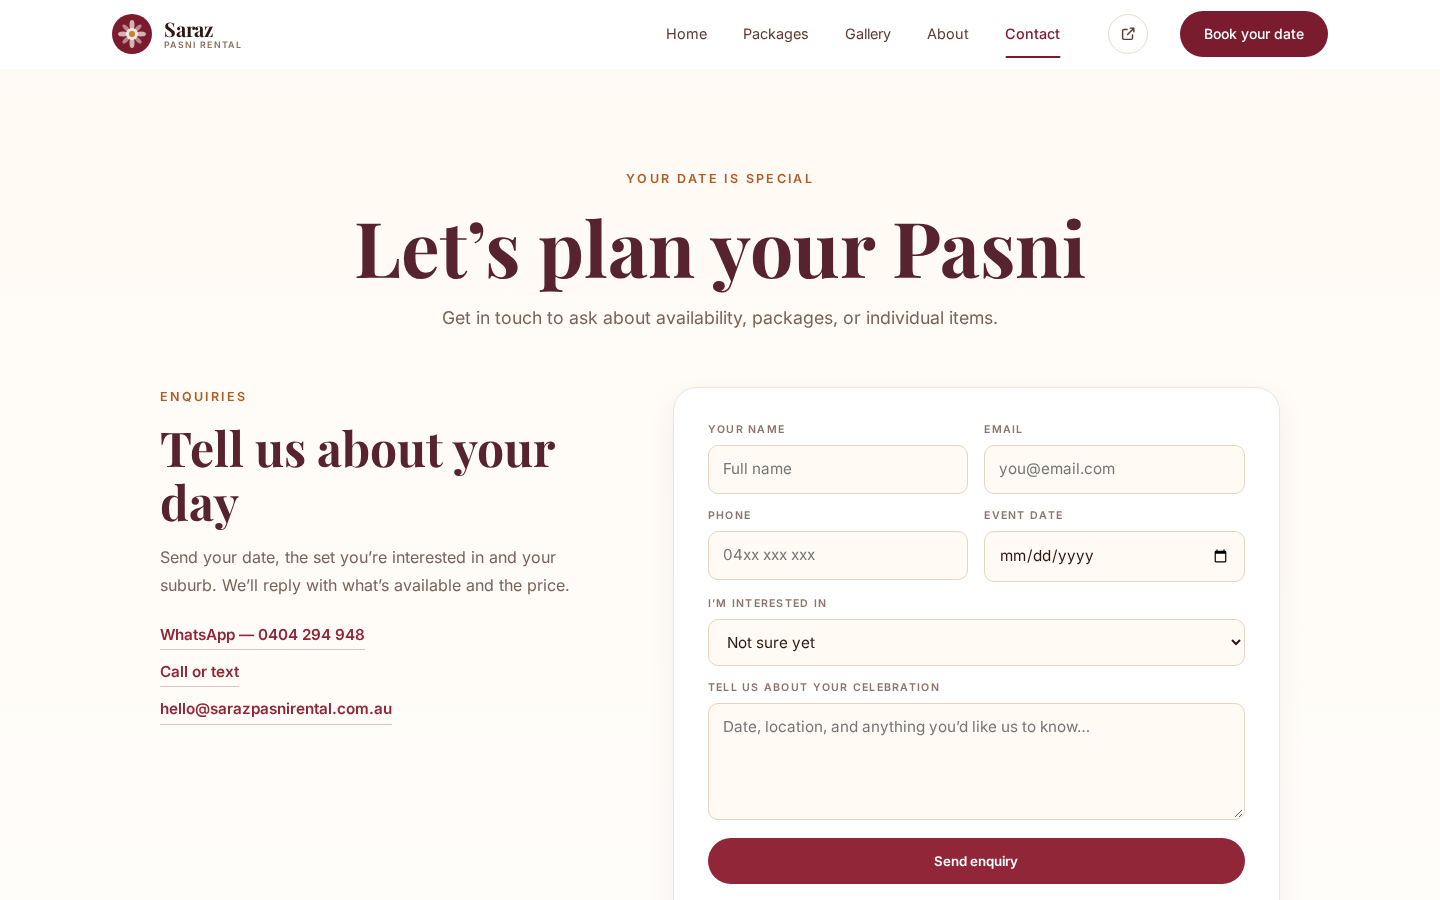 Saraz
PASNI RENTAL
Home
Packages
Gallery
About
Contact
Book your date
YOUR DATE IS SPECIAL
Let’s plan your Pasni
Get in touch to ask about availability, packages, or individual items.
ENQUIRIES
Tell us about your
day
Send your date, the set you’re interested in and your
suburb. We’ll reply with what’s available and the price.
WhatsApp — 0404 294 948
Call or text
hello@sarazpasnirental.com.au
YOUR NAME
Full name
EMAIL
you@email.com
PHONE
04xx xxx xxx
EVENT DATE
mm/dd/yyyy
I’M INTERESTED IN
Not sure yet
TELL US ABOUT YOUR CELEBRATION
Date, location, and anything you’d like us to know…
Send enquiry